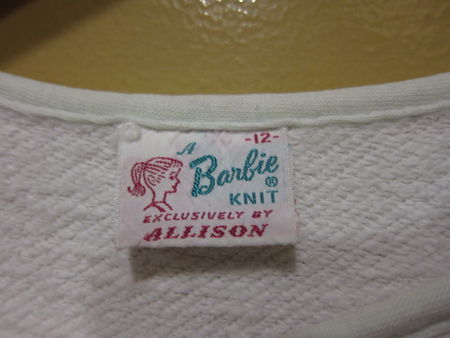 -12-
A
Barbie®
KNIT
EXCLUSIVELY BY
ALLISON